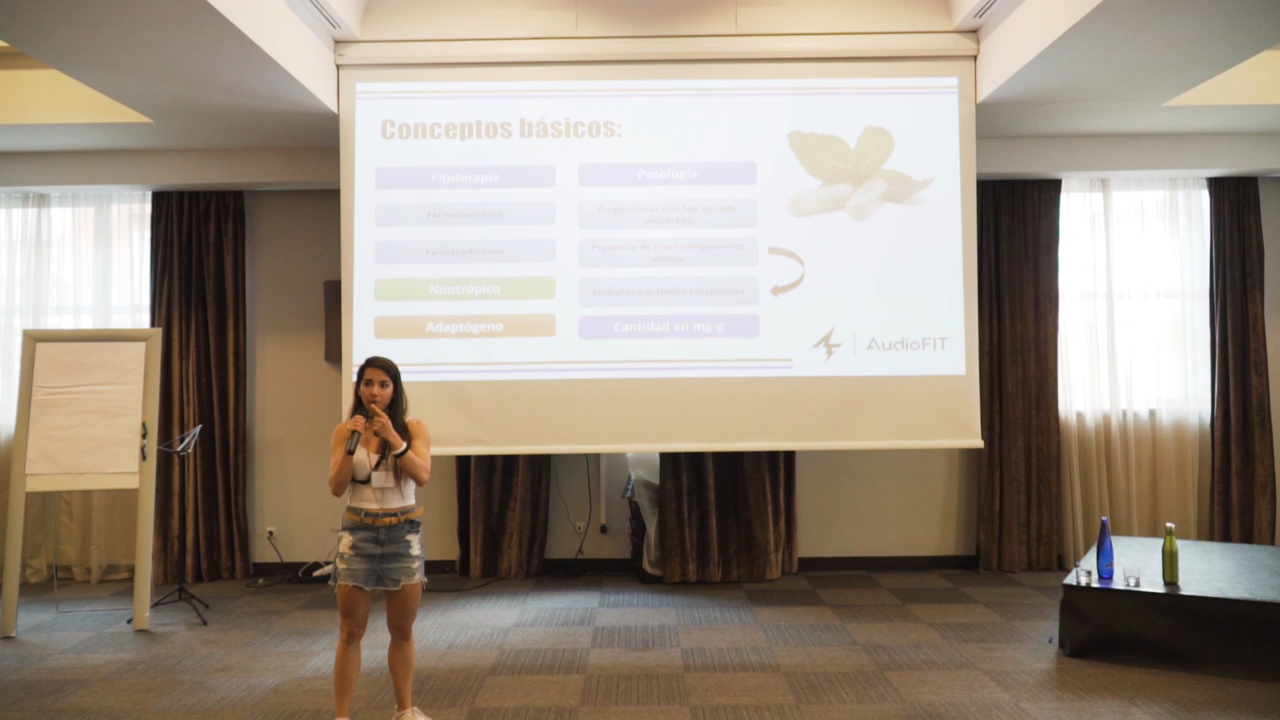 Conceptos básicos:
Fitoterapia
Farmacocinética
Farmacodinamia
Nootrópico
Adaptógeno
Posología
Proporciones que hay en cada
preparado
Presencia de otros componentes
activos
Sinergias o acciones antagónicas
Cantidad en mg-g
AudioFIT